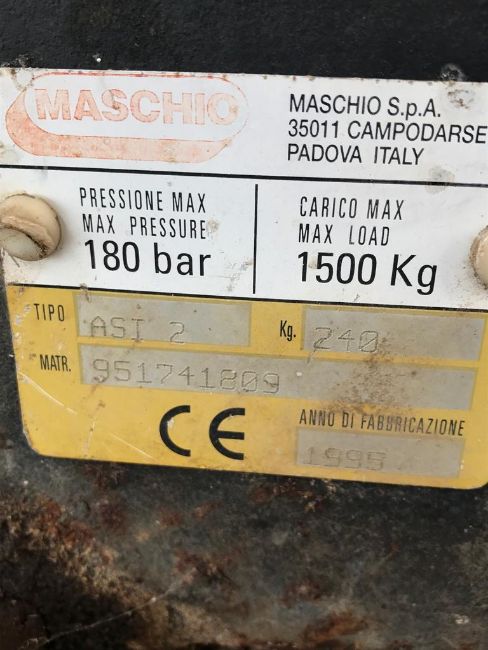 MASCHIO
MASCHIO S.p.A.
35011 CAMPODARSE
PADOVA ITALY
PRESSIONE MAX
MAX PRESSURE
180 bar
CARICO MAX
MAX LOAD
1500 Kg
TIPO ASI 2 Kg. 240
MATR. 951741809
CE
ANNO DI FABBRICAZIONE
1995